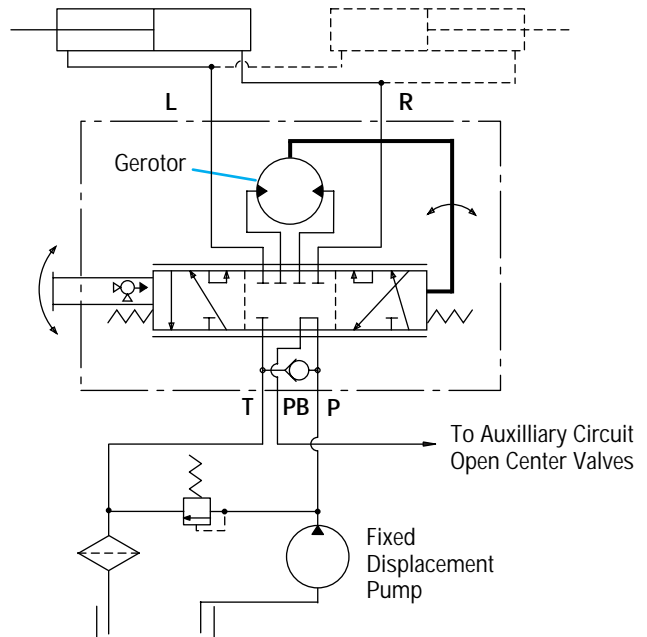 L
R
Gerotor
T
PB
P
To Auxilliary Circuit
Open Center Valves
Fixed
Displacement
Pump